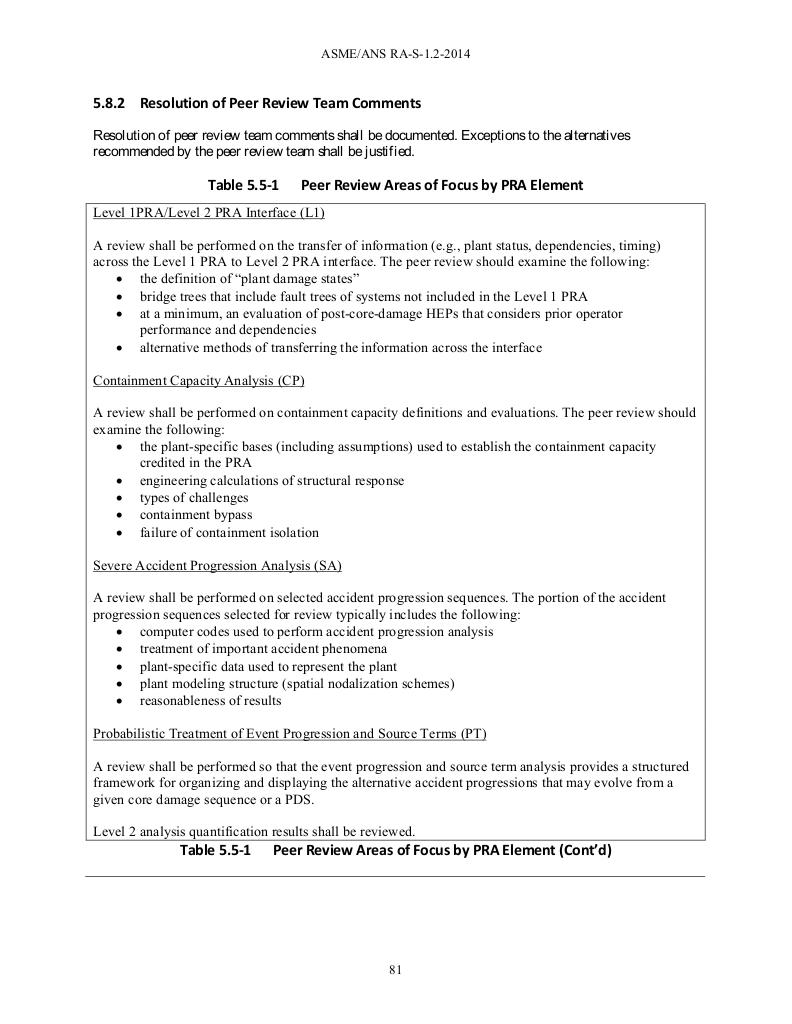 ASME/ANS RA-S-1.2-2014
5.8.2 Resolution of Peer Review Team Comments
Resolution of peer review team comments shall be documented. Exceptions to the alternatives
recommended by the peer review team shall be justified.
Table 5.5-1 Peer Review Areas of Focus by PRA Element
Level 1PRA/Level 2 PRA Interface (L1)
A review shall be performed on the transfer of information (e.g., plant status, dependencies, timing)
across the Level 1 PRA to Level 2 PRA interface. The peer review should examine the following:
• the definition of “plant damage states”
• bridge trees that include fault trees of systems not included in the Level 1 PRA
• at a minimum, an evaluation of post-core-damage HEPs that considers prior operator
performance and dependencies
• alternative methods of transferring the information across the interface
Containment Capacity Analysis (CP)
A review shall be performed on containment capacity definitions and evaluations. The peer review should
examine the following:
• the plant-specific bases (including assumptions) used to establish the containment capacity
credited in the PRA
• engineering calculations of structural response
• types of challenges
• containment bypass
• failure of containment isolation
Severe Accident Progression Analysis (SA)
A review shall be performed on selected accident progression sequences. The portion of the accident
progression sequences selected for review typically includes the following:
• computer codes used to perform accident progression analysis
• treatment of important accident phenomena
• plant-specific data used to represent the plant
• plant modeling structure (spatial nodalization schemes)
• reasonableness of results
Probabilistic Treatment of Event Progression and Source Terms (PT)
A review shall be performed so that the event progression and source term analysis provides a structured
framework for organizing and displaying the alternative accident progressions that may evolve from a
given core damage sequence or a PDS.
Level 2 analysis quantification results shall be reviewed.
Table 5.5-1 Peer Review Areas of Focus by PRA Element (Cont’d)
81